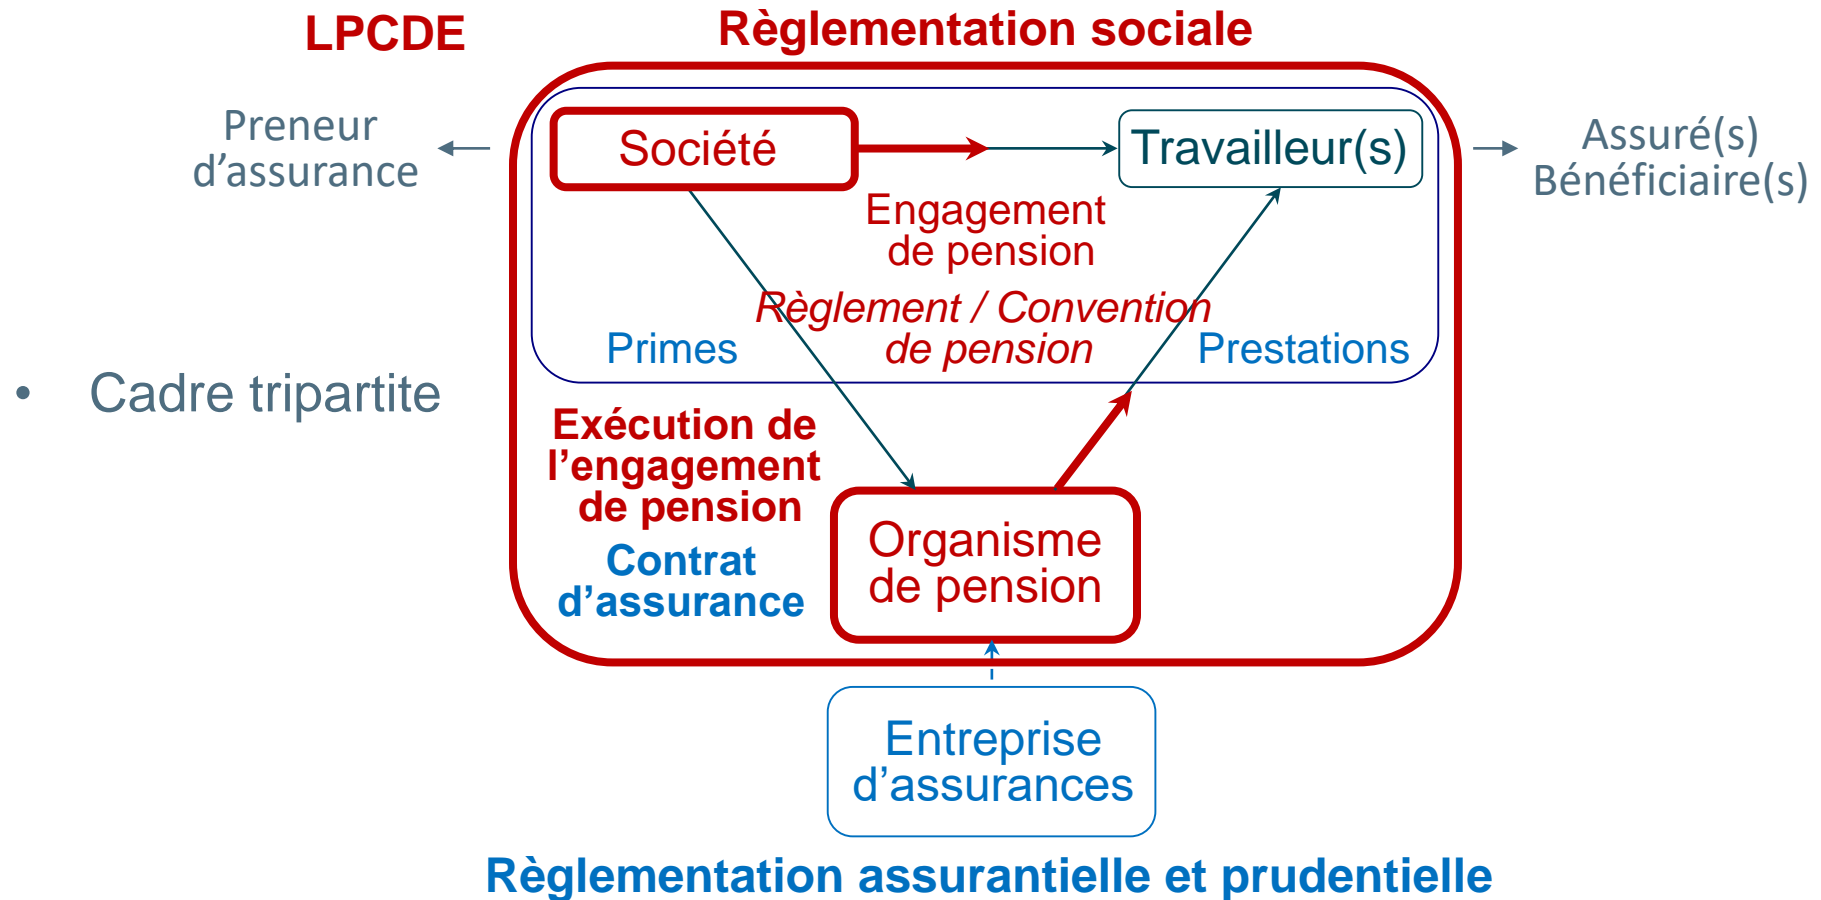 LPCDE
Règlementation sociale
Preneur
d’assurance
Société
Travailleur(s)
Assuré(s)
Bénéficiaire(s)
Engagement
de pension
Règlement / Convention
de pension
Primes
Prestations
• Cadre tripartite
Exécution de
l’engagement
de pension
Contrat
d’assurance
Organisme
de pension
Entreprise
d’assurances
Règlementation assurantielle et prudentielle